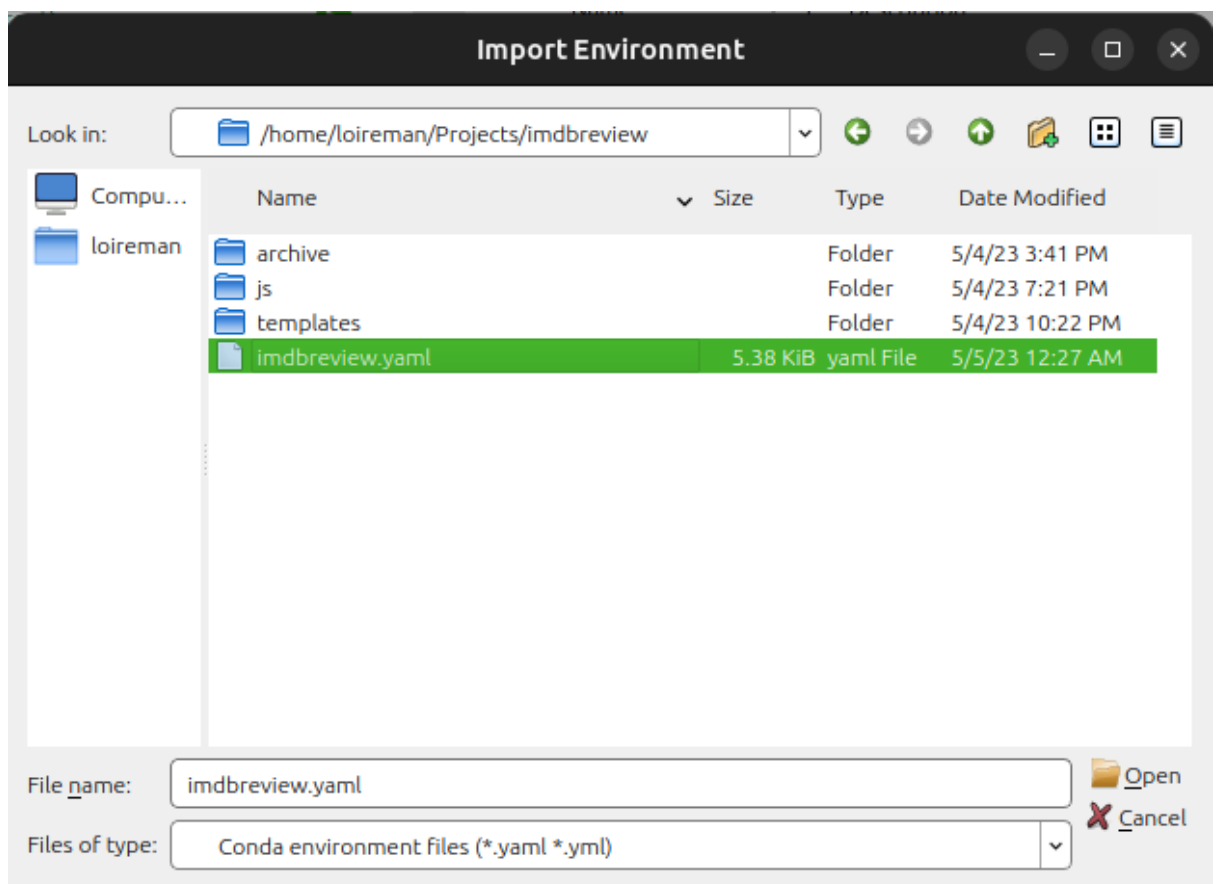 Import Environment
Look in: /home/loireman/Projects/imdbreview
Compu...
loireman
Name Size Type Date Modified
archive Folder 5/4/23 3:41 PM
js Folder 5/4/23 7:21 PM
templates Folder 5/4/23 10:22 PM
imdbreview.yaml 5.38 KiB yaml File 5/5/23 12:27 AM
File name: imdbreview.yaml Open
Cancel
Files of type: Conda environment files (*.yaml *.yml)